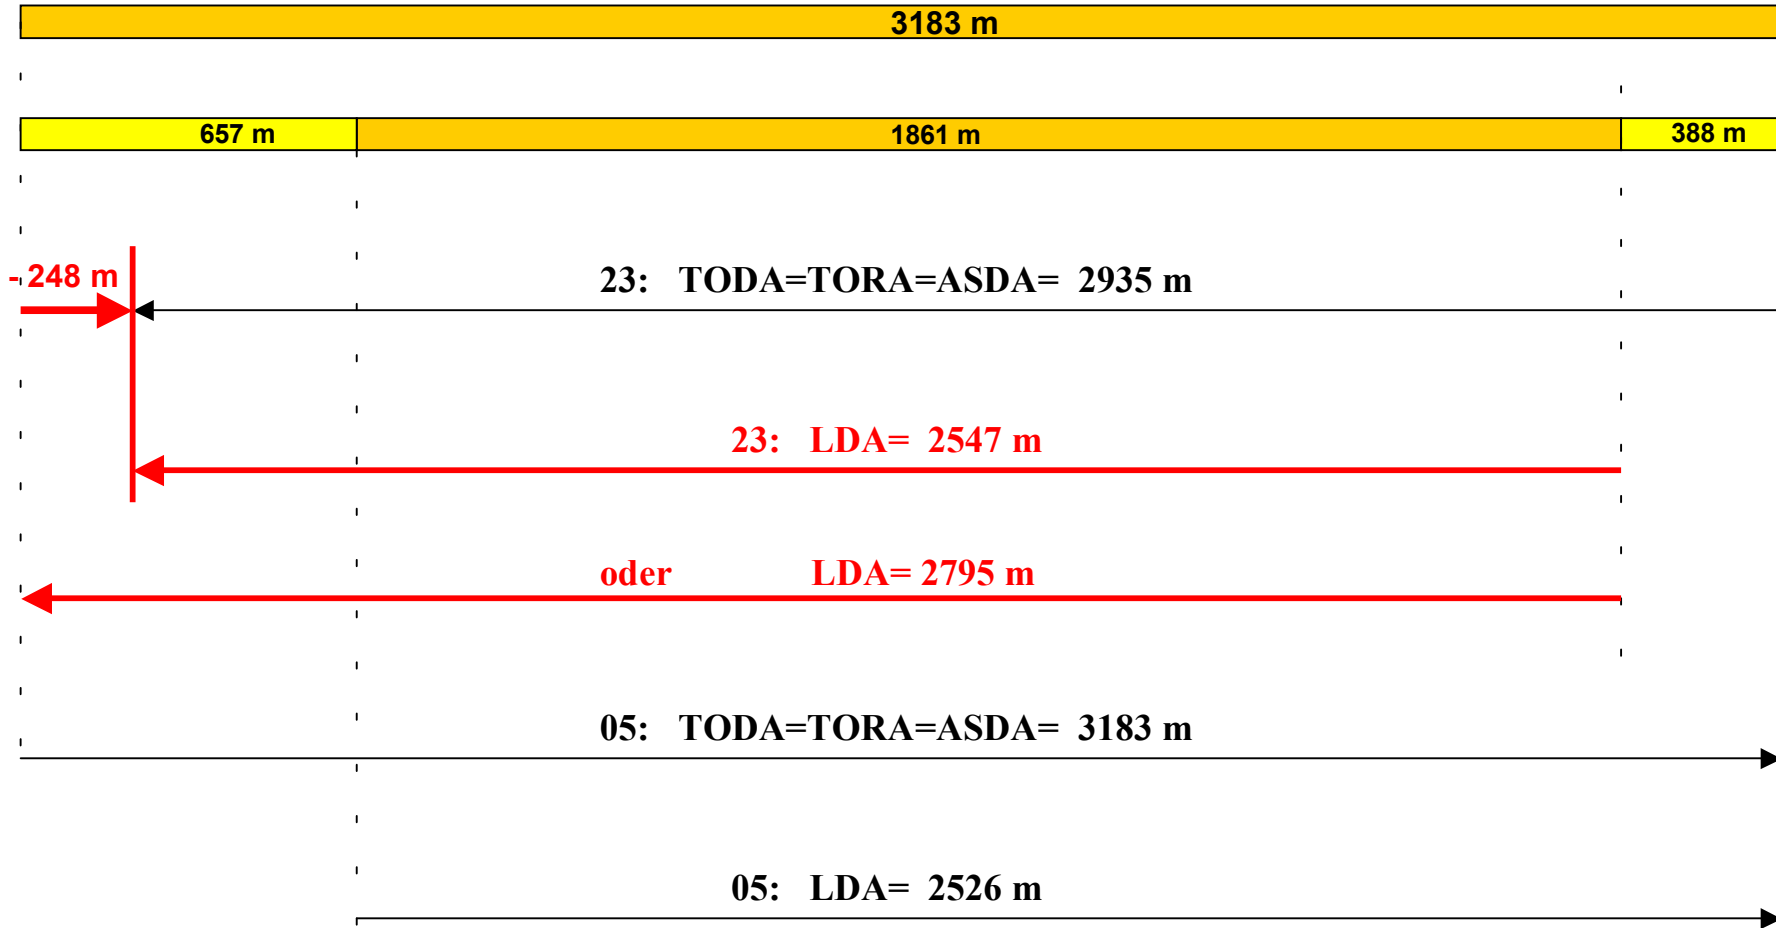 3183 m
657 m 1861 m 388 m
- 248 m
23: TODA=TORA=ASDA= 2935 m
23: LDA= 2547 m
oder LDA= 2795 m
05: TODA=TORA=ASDA= 3183 m
05: LDA= 2526 m